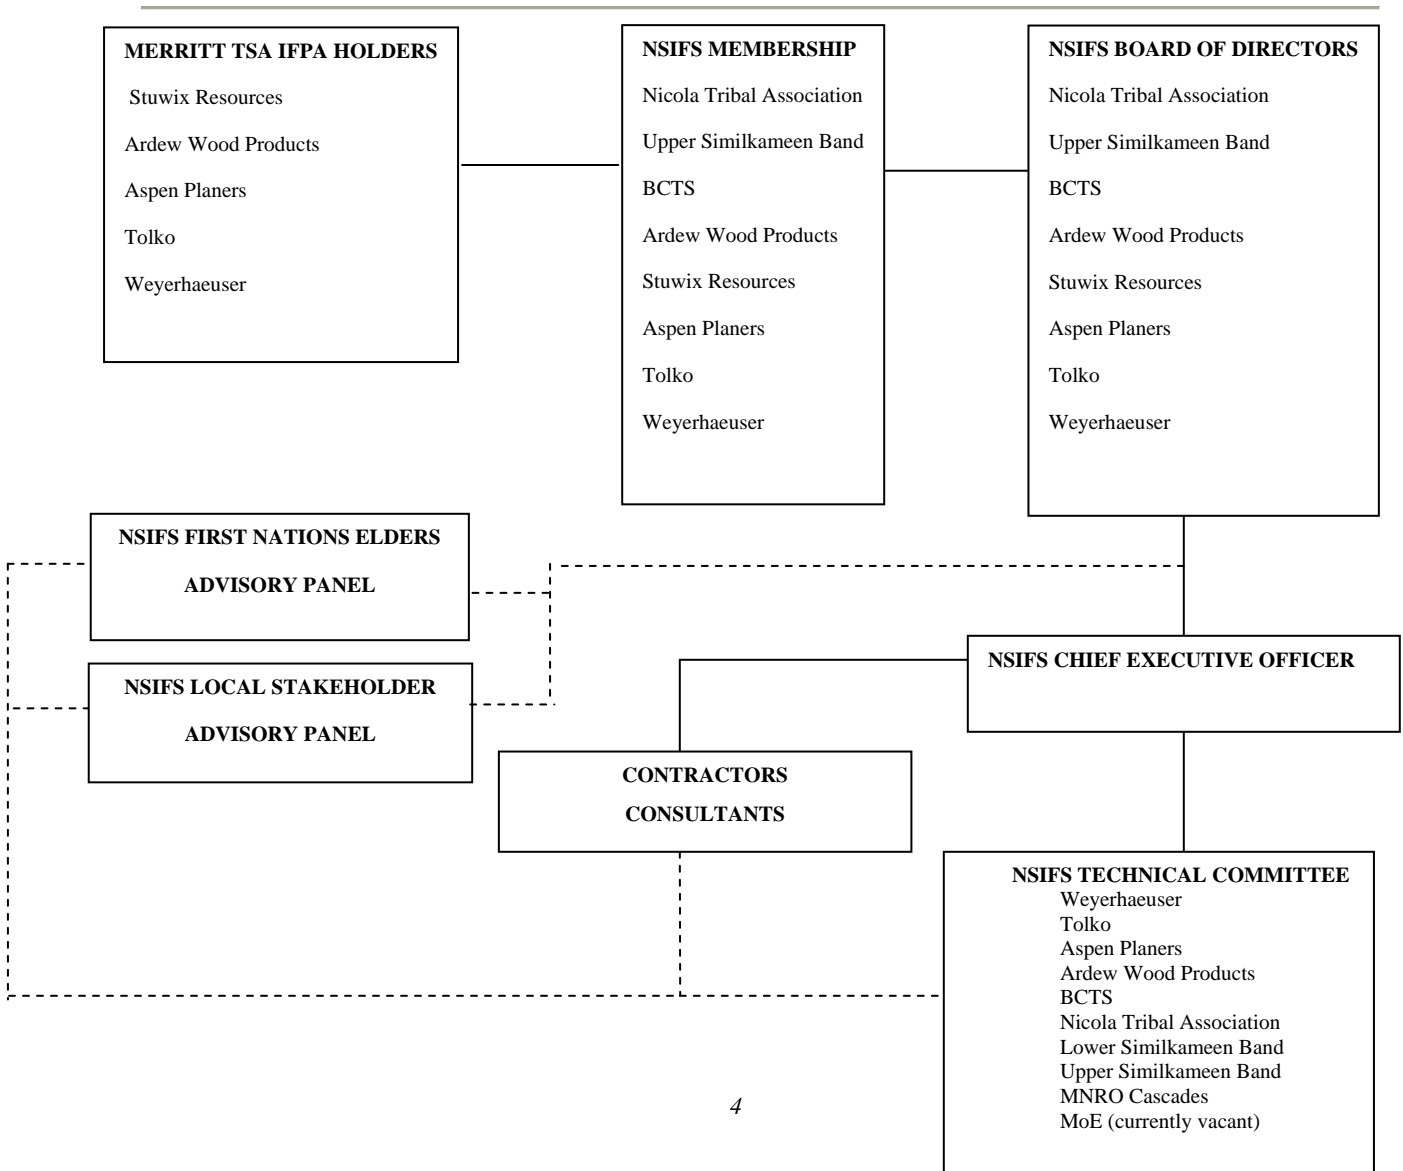 MERRITT TSA IFPA HOLDERS
Stuwix Resources
Ardew Wood Products
Aspen Planers
Tolko
Weyerhaeuser
NSIFS MEMBERSHIP
Nicola Tribal Association
Upper Similkameen Band
BCTS
Ardew Wood Products
Stuwix Resources
Aspen Planers
Tolko
Weyerhaeuser
NSIFS BOARD OF DIRECTORS
Nicola Tribal Association
Upper Similkameen Band
BCTS
Ardew Wood Products
Stuwix Resources
Aspen Planers
Tolko
Weyerhaeuser
NSIFS FIRST NATIONS ELDERS
ADVISORY PANEL
NSIFS LOCAL STAKEHOLDER
ADVISORY PANEL
NSIFS CHIEF EXECUTIVE OFFICER
CONTRACTORS
CONSULTANTS
NSIFS TECHNICAL COMMITTEE
Weyerhaeuser
Tolko
Aspen Planers
Ardew Wood Products
BCTS
Nicola Tribal Association
Lower Similkameen Band
Upper Similkameen Band
MNRO Cascades
MoE (currently vacant)
4